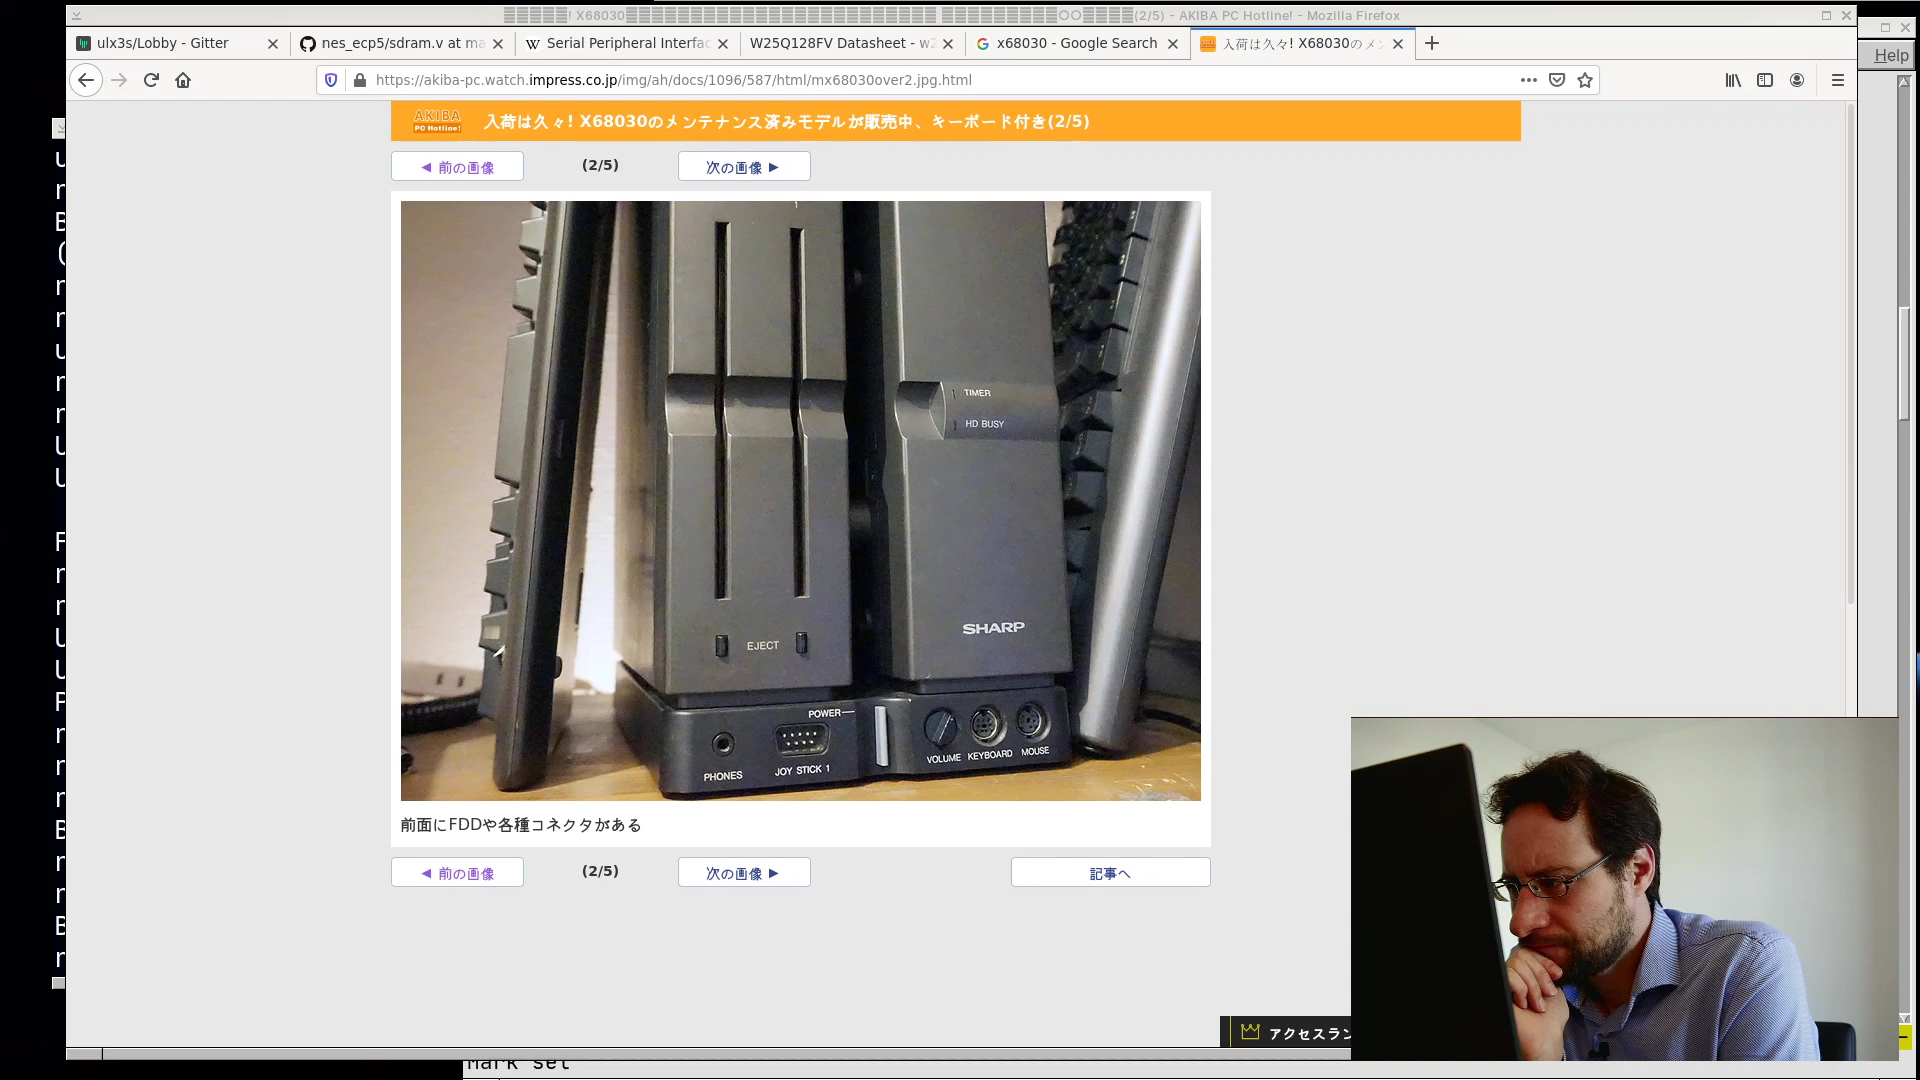 X68030
(2/5) - AKIBA PC Hotline! - Mozilla Firefox
ulx3s/Lobby - Gitter
nes_ecp5/sdram.v at ma
Serial Peripheral Interfac
W25Q128FV Datasheet - w2
x68030 - Google Search
入荷は久々! X68030のメン
Help
https://akiba-pc.watch.impress.co.jp/img/ah/docs/1096/587/html/mx68030over2.jpg.html
AKIBA
PC Hotline!
入荷は久々! X68030のメンテナンス済みモデルが販売中、キーボード付き(2/5)
◀ 前の画像
(2/5)
次の画像 ▶
TIMER
HD BUSY
SHARP
EJECT
POWER
PHONES
JOY STICK 1
VOLUME
KEYBOARD
MOUSE
前面にFDDや各種コネクタがある
◀ 前の画像
(2/5)
次の画像 ▶
記事へ
アクセスラン
Mark set